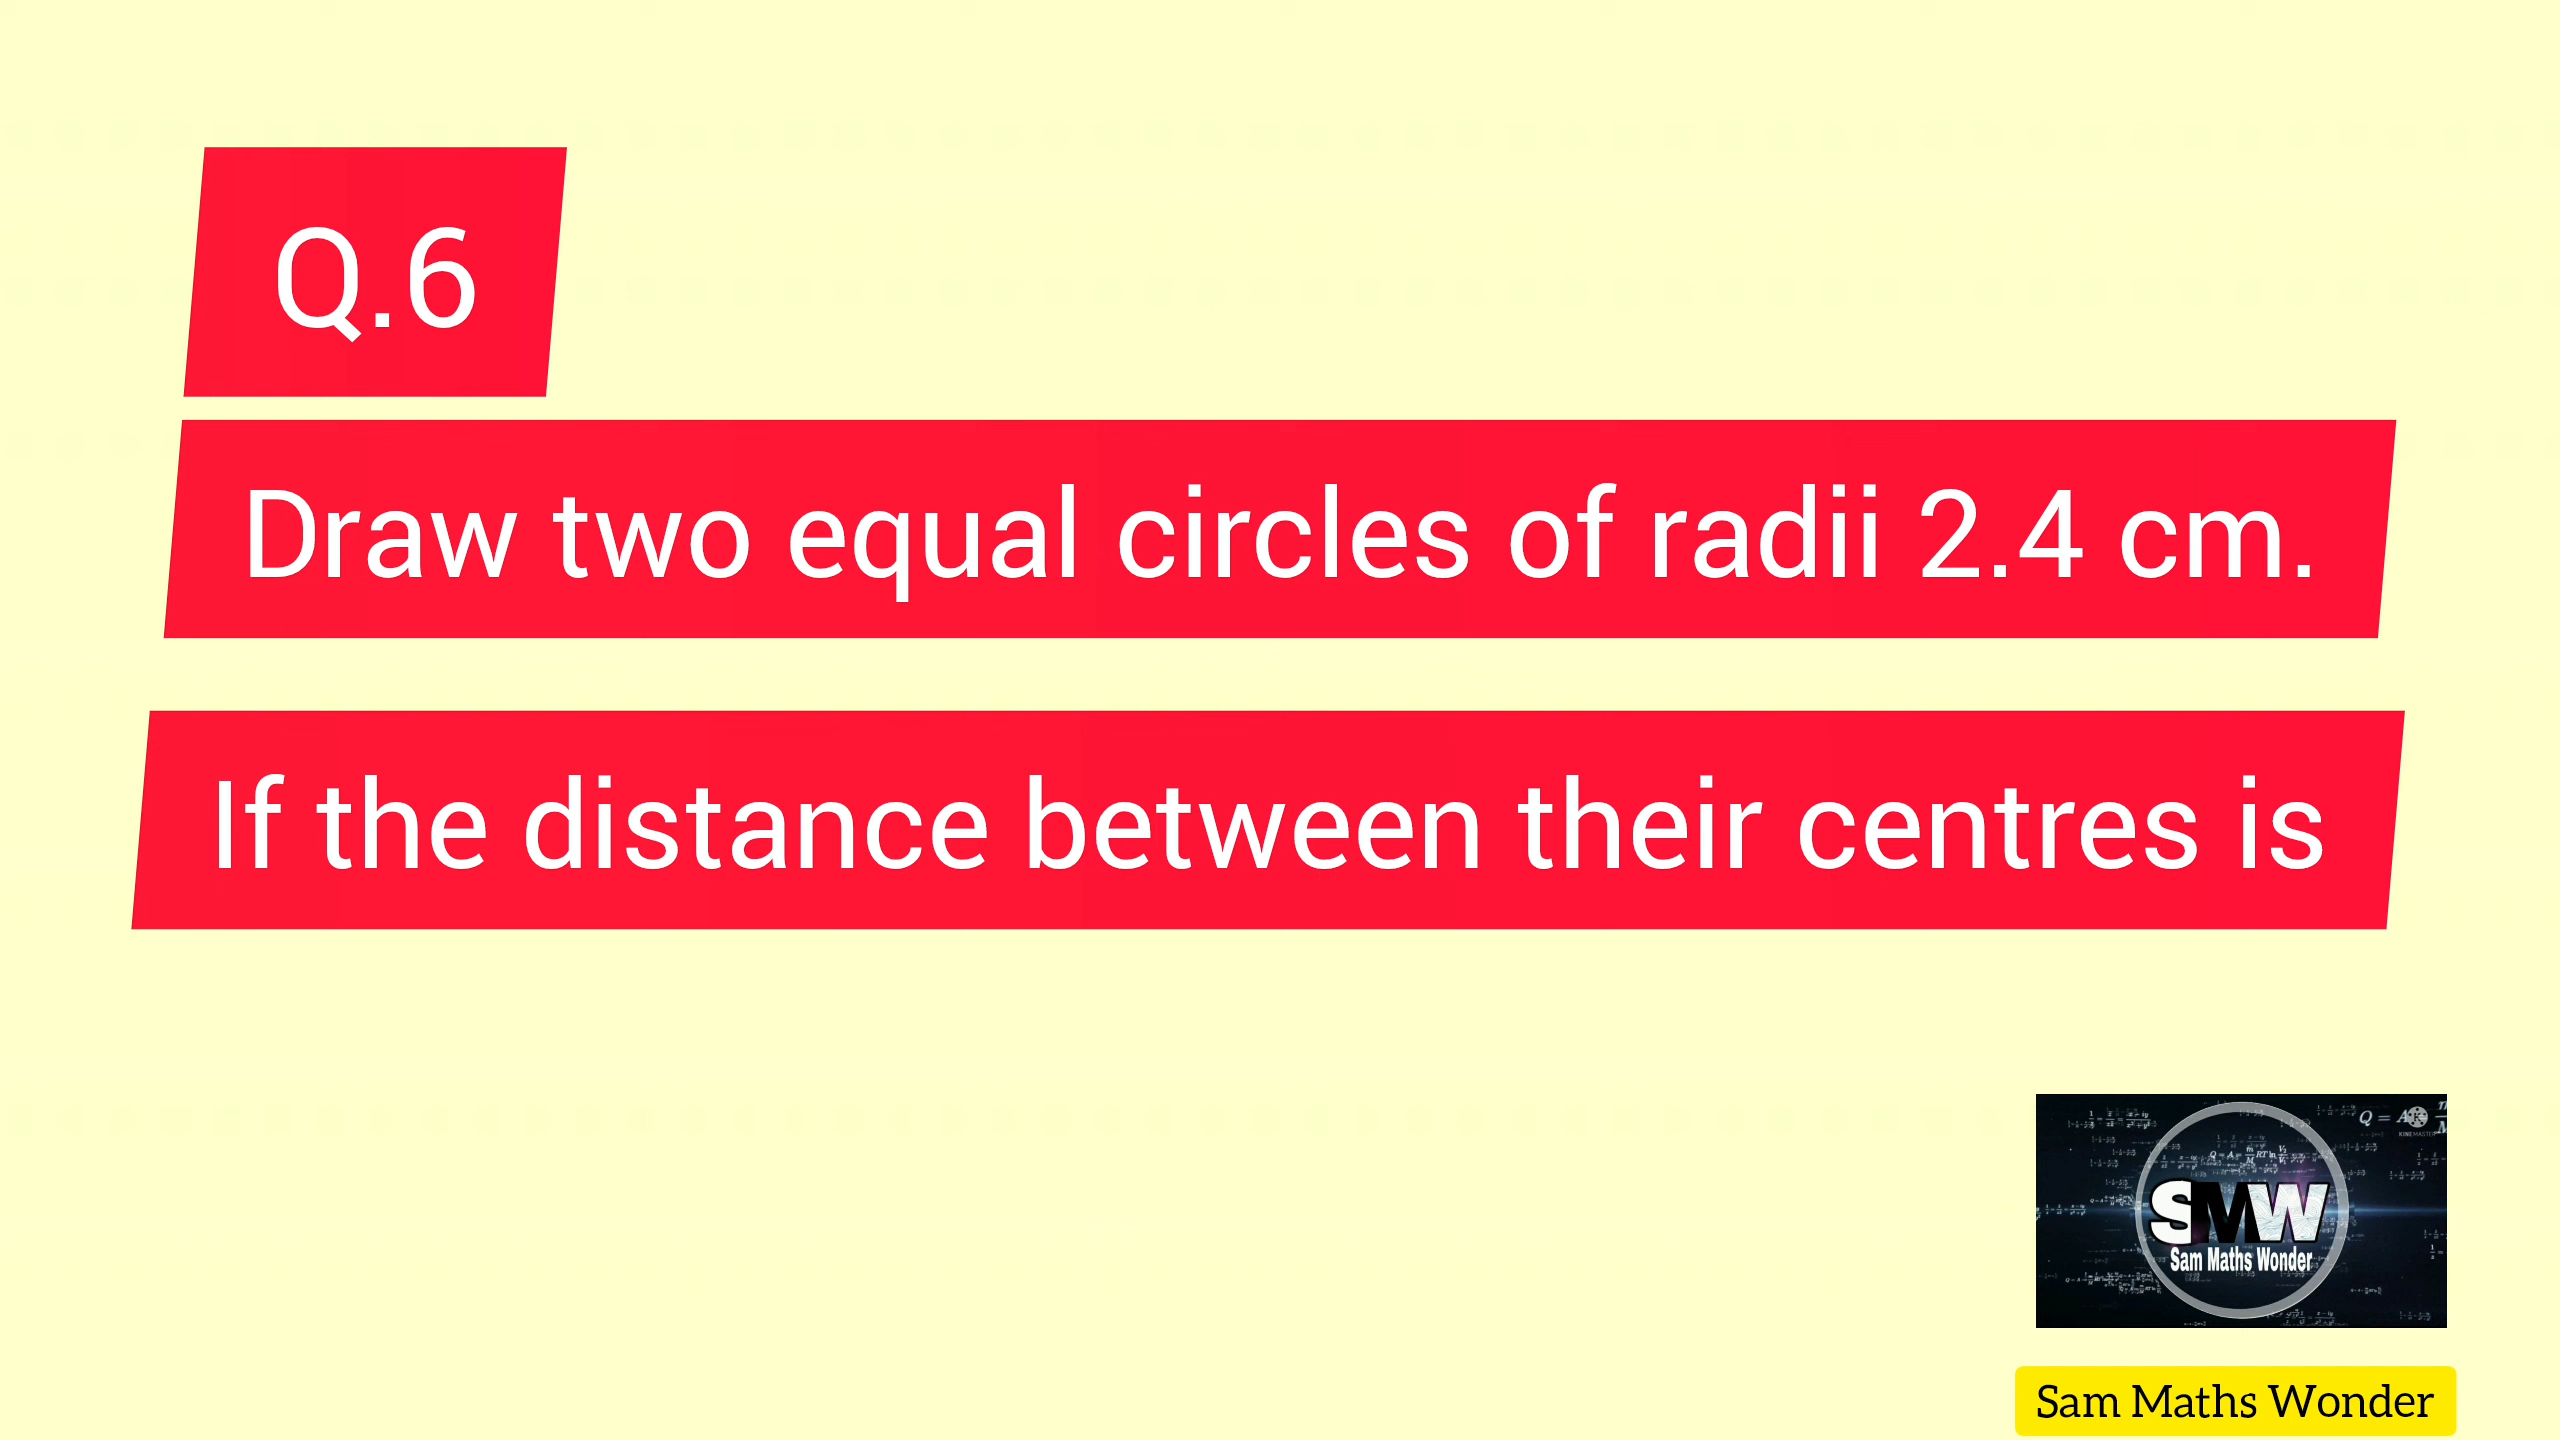 Q.6
Draw two equal circles of radii 2.4 cm.
If the distance between their centres is
SMW
Sam Maths Wonder
Sam Maths Wonder